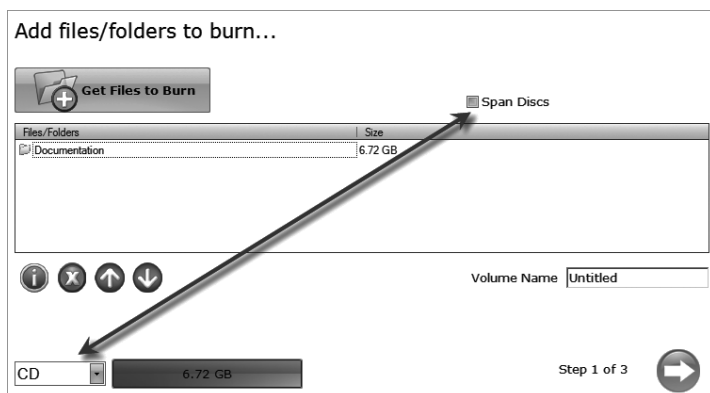 Add files/folders to burn...
Get Files to Burn
Span Discs
Files/Folders Size
Documentation 6.72 GB
Volume Name Untitled
CD 6.72 GB Step 1 of 3